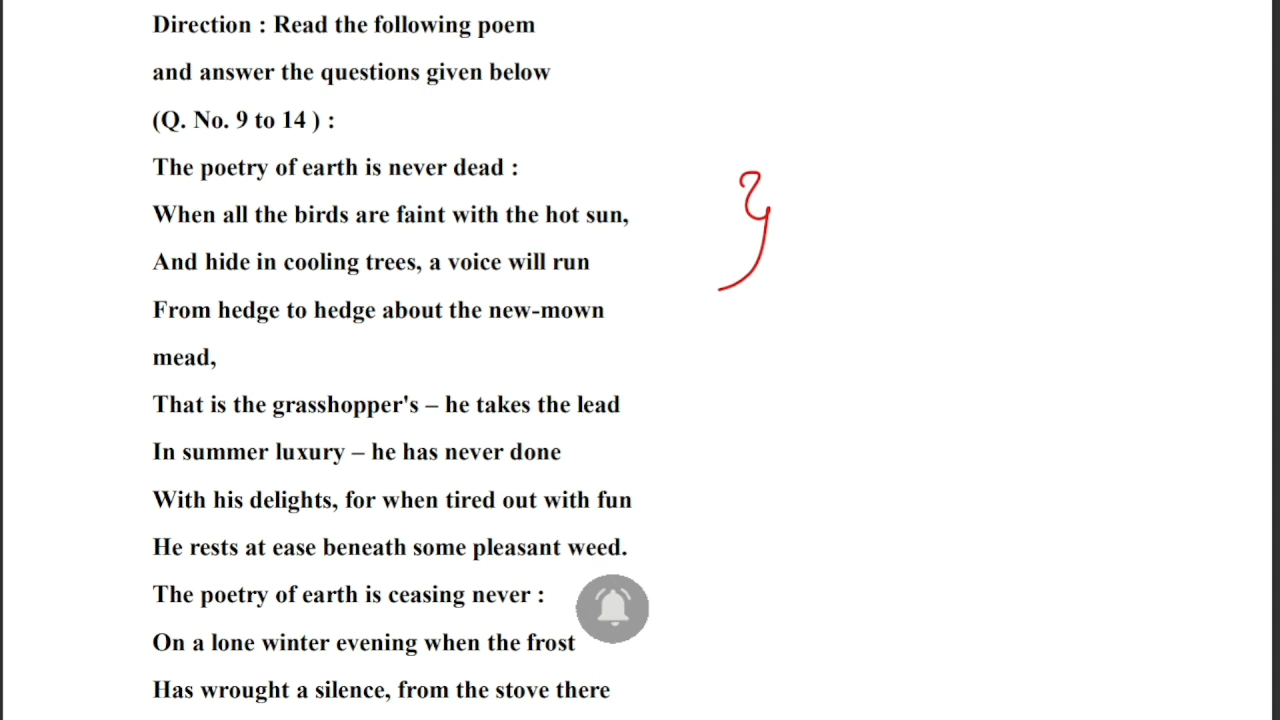 Direction : Read the following poem
and answer the questions given below
(Q. No. 9 to 14 ) :
The poetry of earth is never dead :
When all the birds are faint with the hot sun,
And hide in cooling trees, a voice will run
From hedge to hedge about the new-mown
mead,
That is the grasshopper's – he takes the lead
In summer luxury – he has never done
With his delights, for when tired out with fun
He rests at ease beneath some pleasant weed.
The poetry of earth is ceasing never :
On a lone winter evening when the frost
Has wrought a silence, from the stove there